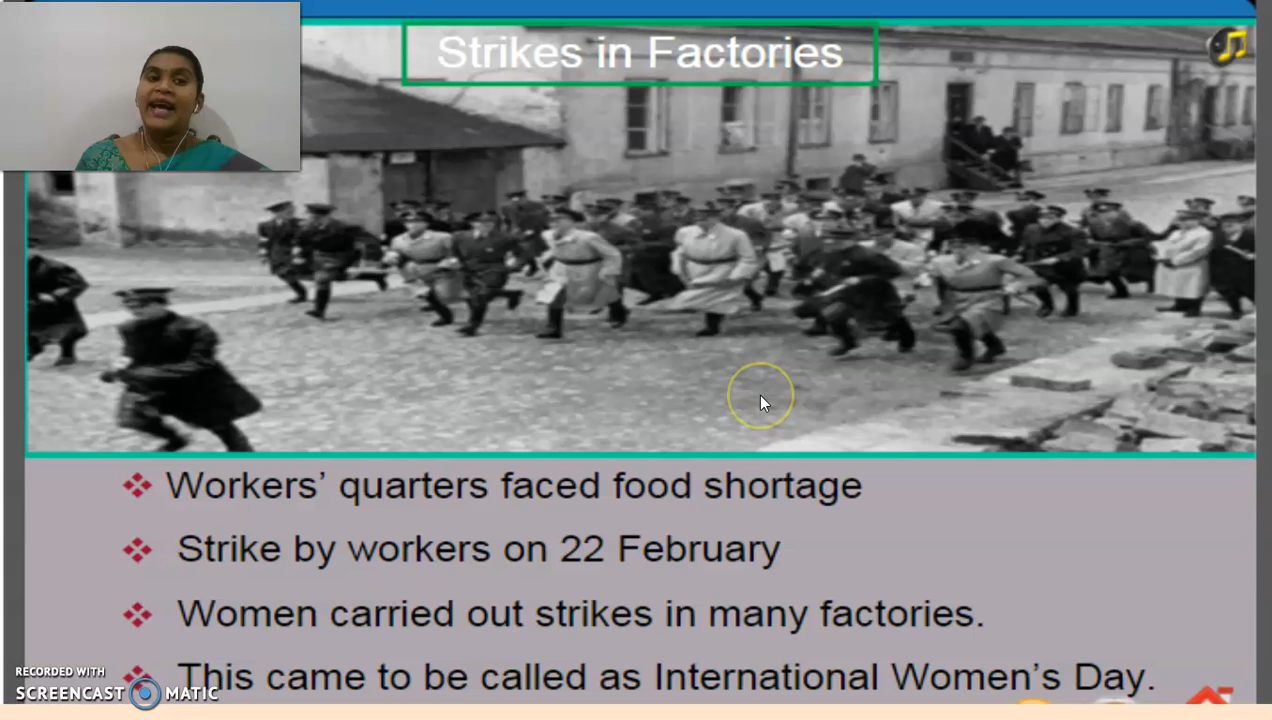 Strikes in Factories
Workers’ quarters faced food shortage
Strike by workers on 22 February
Women carried out strikes in many factories.
This came to be called as International Women’s Day.
RECORDED WITH
SCREENCAST MATIC